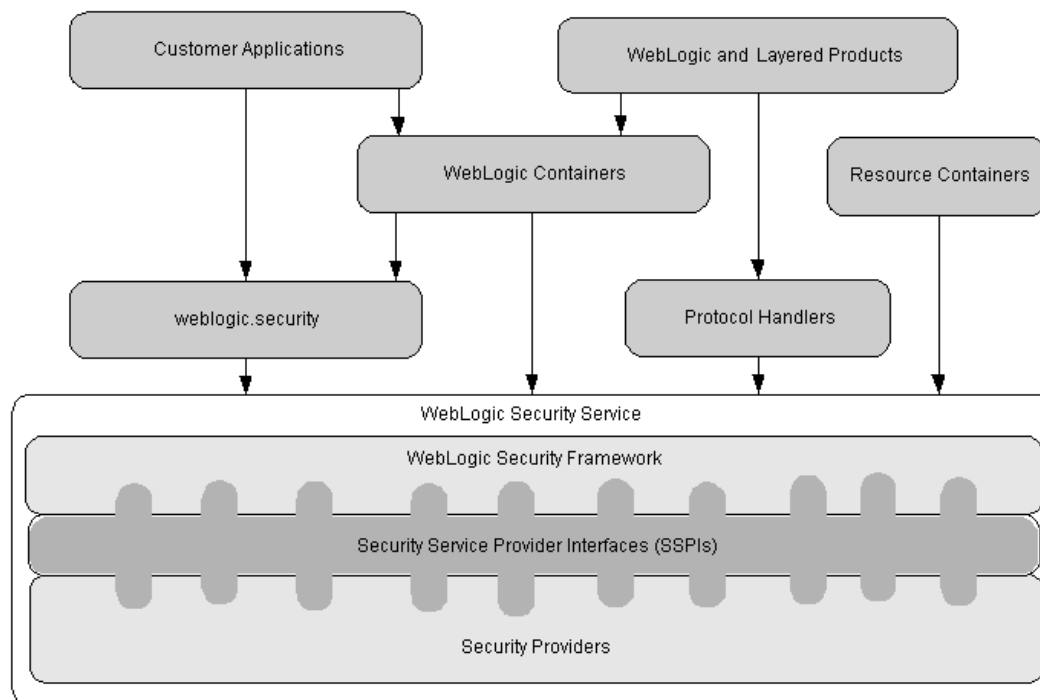 Customer Applications
WebLogic and Layered Products
WebLogic Containers
Resource Containers
weblogic.security
Protocol Handlers
WebLogic Security Service
WebLogic Security Framework
Security Service Provider Interfaces (SSPIs)
Security Providers